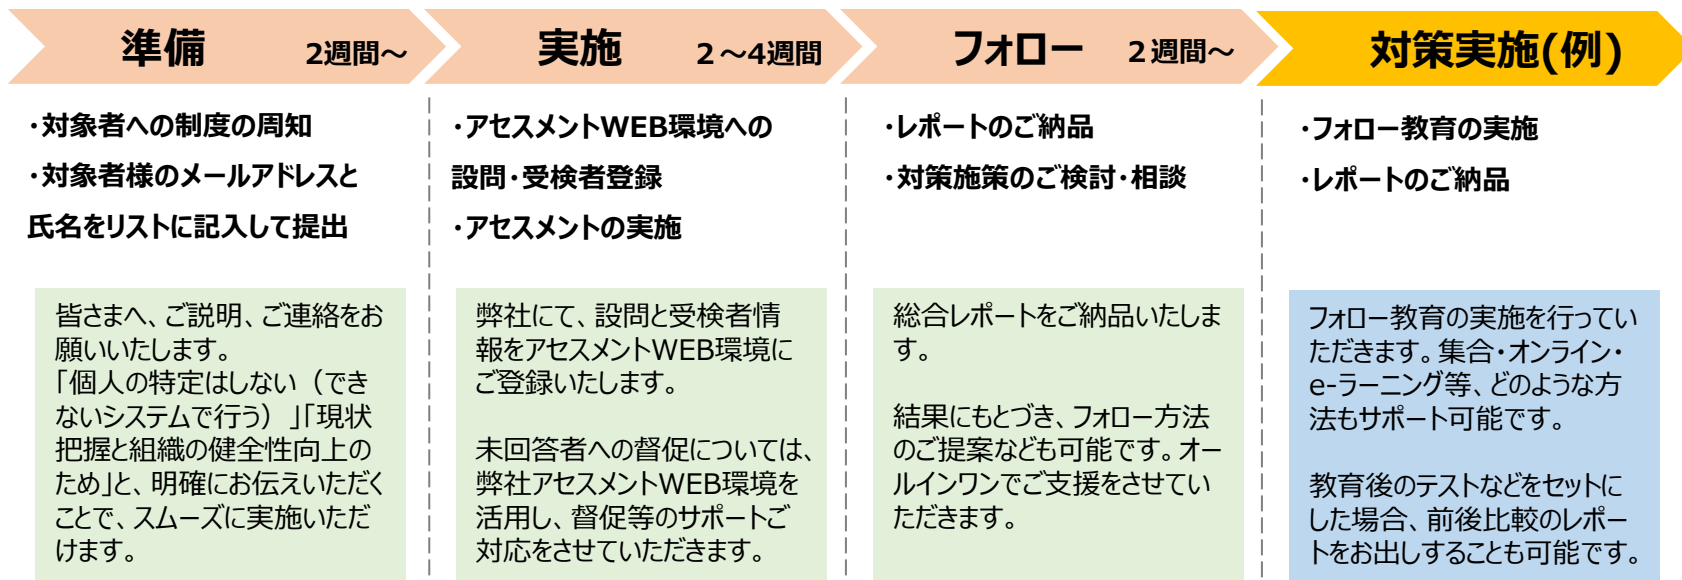 準備 2週間～
実施 2～4週間
フォロー 2週間～
対策実施(例)
・対象者への制度の周知
・対象者様のメールアドレスと
氏名をリストに記入して提出
・アセスメントWEB環境への
設問・受検者登録
・アセスメントの実施
・レポートのご納品
・対策施策のご検討・相談
・フォロー教育の実施
・レポートのご納品
皆さまへ、ご説明、ご連絡をお
願いいたします。
「個人の特定はしない（でき
ないシステムで行う）」「現状
把握と組織の健全性向上の
ため」と、明確にお伝えいただく
ことで、スムーズに実施いただ
けます。
弊社にて、設問と受検者情
報をアセスメントWEB環境に
ご登録いたします。
未回答者への督促については、
弊社アセスメントWEB環境を
活用し、督促等のサポートご
対応をさせていただきます。
総合レポートをご納品いたしま
す。
結果にもとづき、フォロー方法
のご提案なども可能です。オー
ルインワンでご支援をさせてい
ただきます。
フォロー教育の実施を行ってい
ただきます。集合・オンライン・
e-ラーニング等、どのような方
法もサポート可能です。
教育後のテストなどをセットに
した場合、前後比較のレポー
トをお出しすることも可能です。